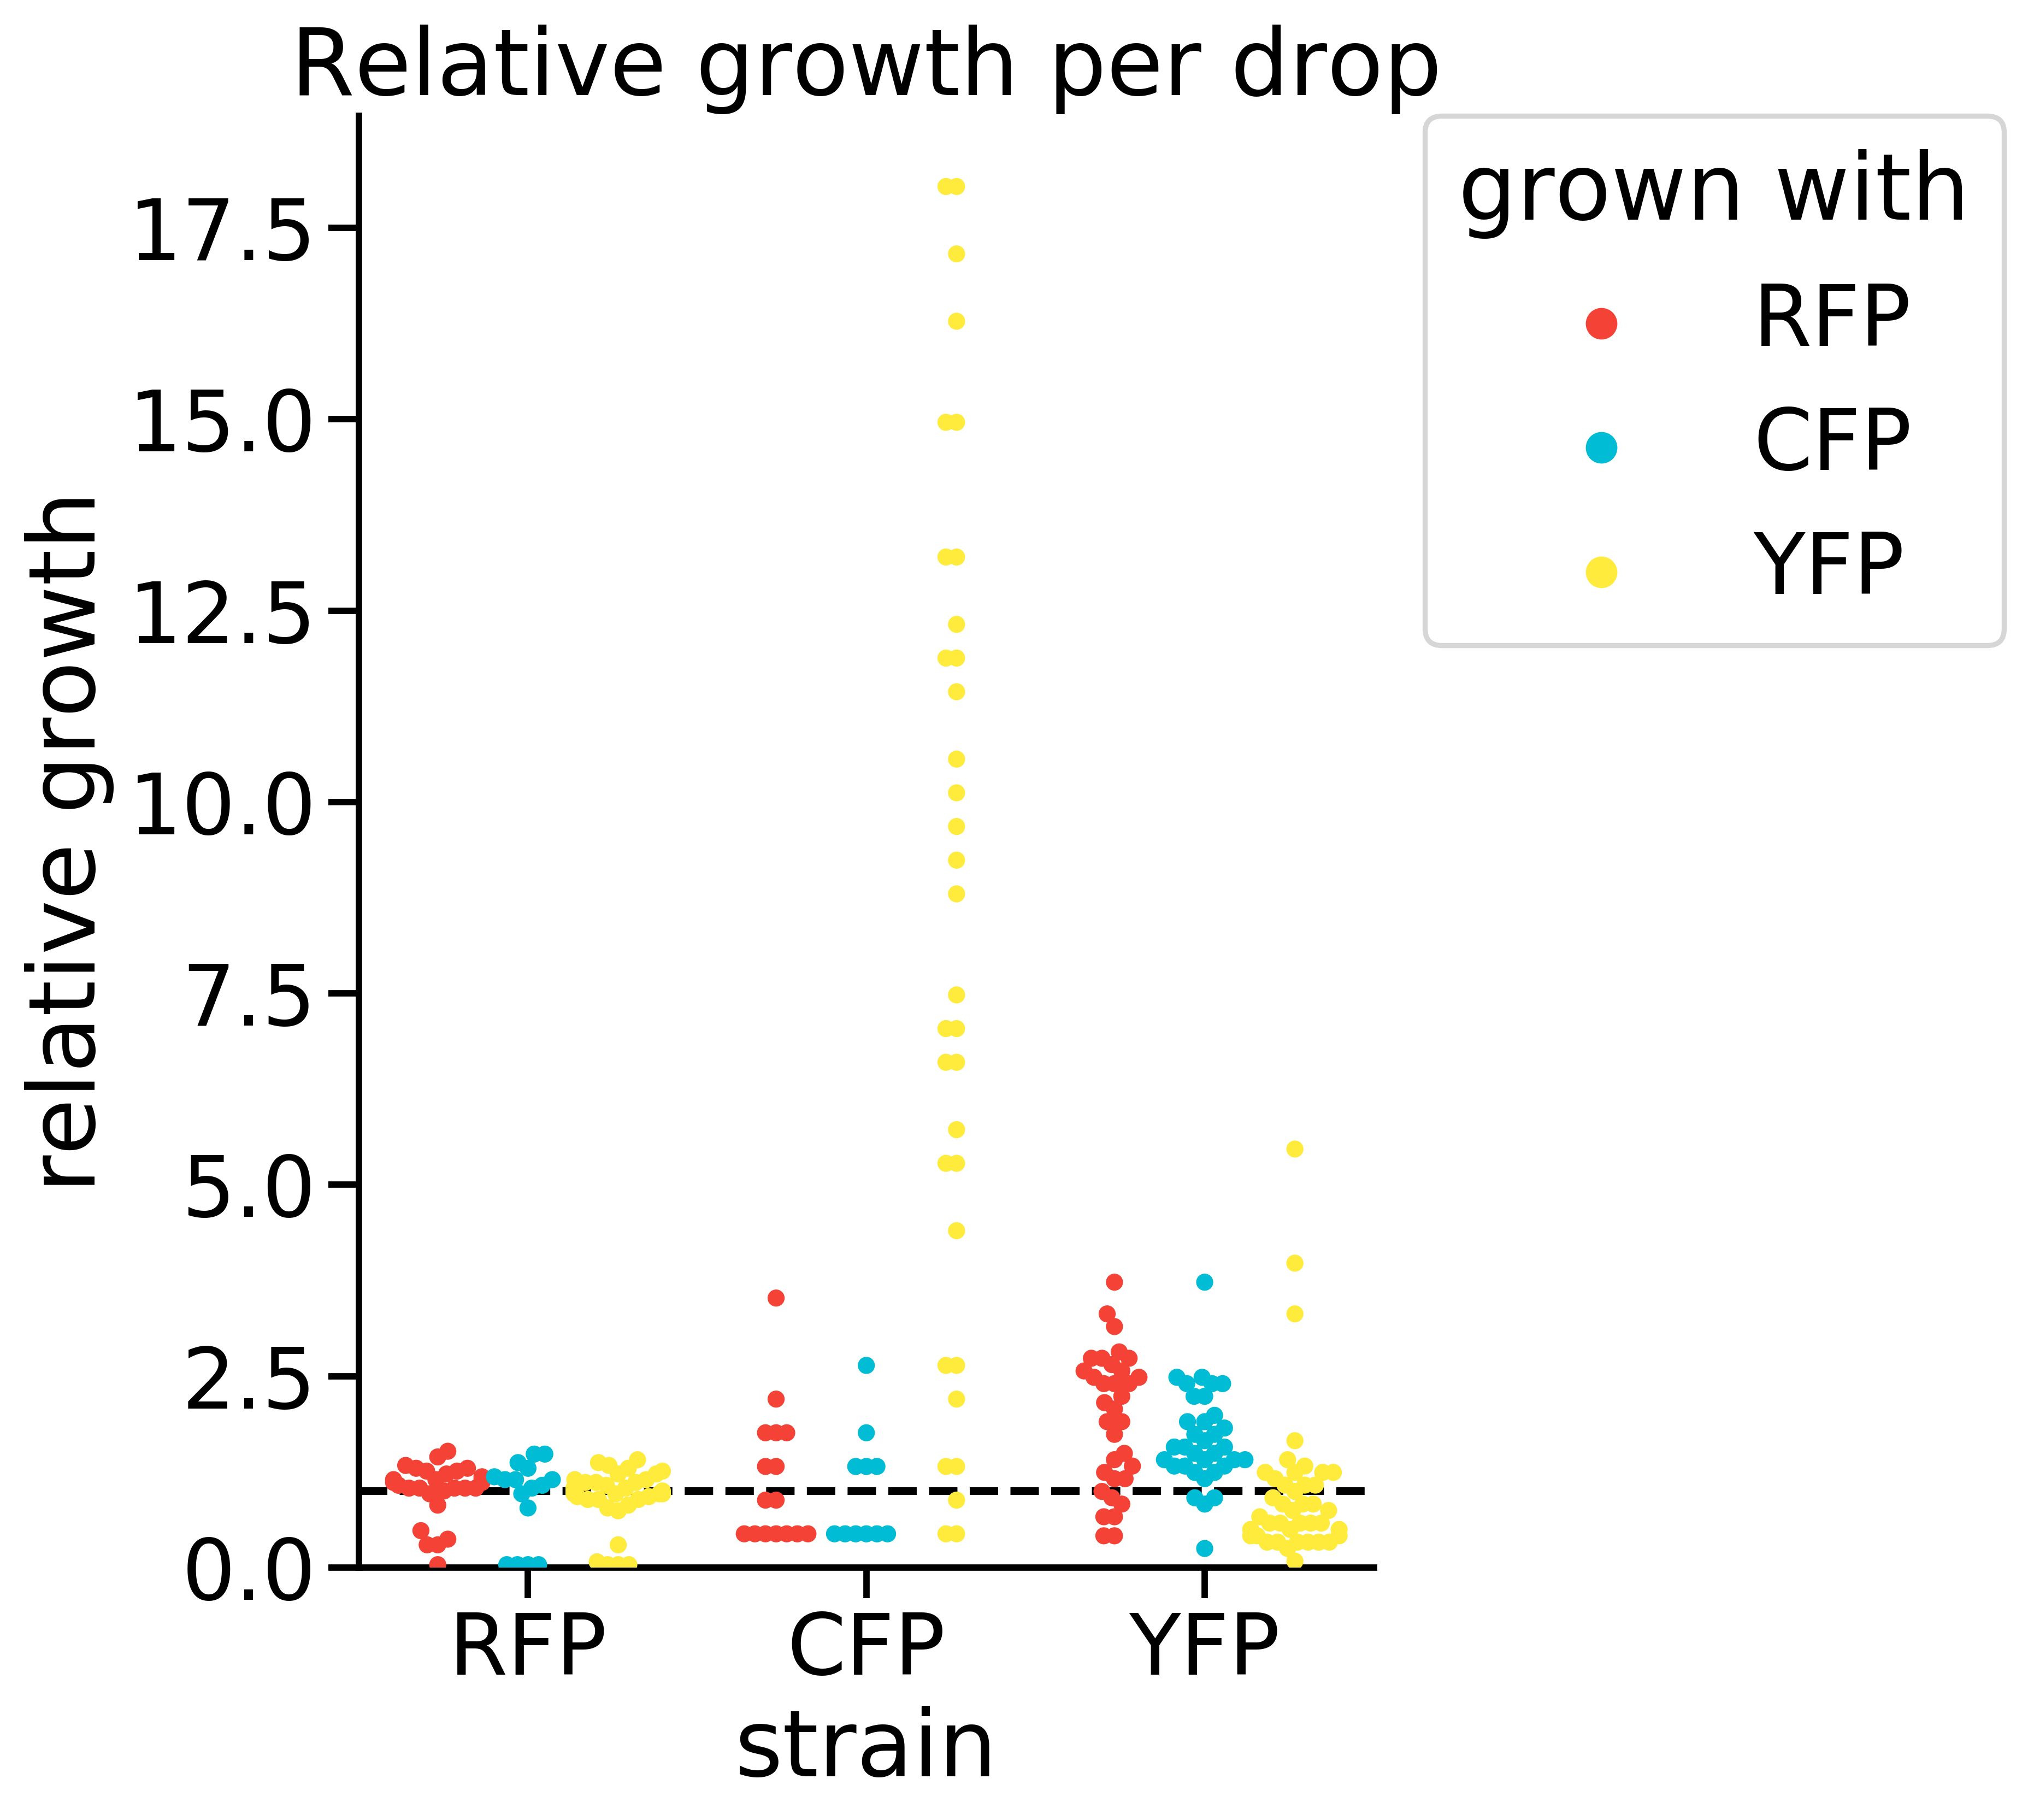 Relative growth per drop
grown with
RFP
CFP
YFP
relative growth
17.5
15.0
12.5
10.0
7.5
5.0
2.5
0.0
RFP CFP YFP
strain